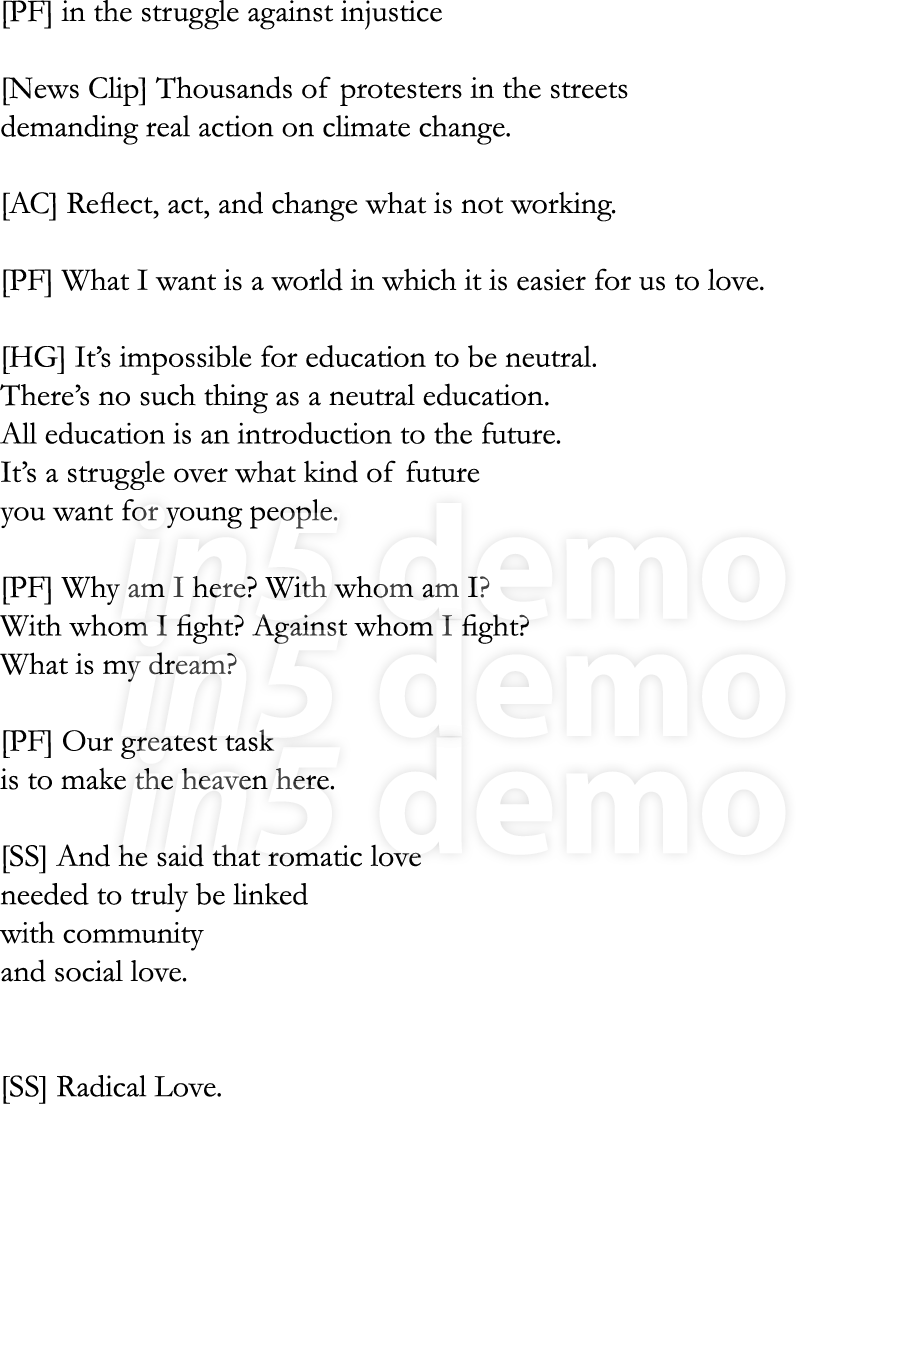 [PF] in the struggle against injustice
[News Clip] Thousands of protesters in the streets
demanding real action on climate change.
[AC] Reflect, act, and change what is not working.
[PF] What I want is a world in which it is easier for us to love.
[HG] It’s impossible for education to be neutral.
There’s no such thing as a neutral education.
All education is an introduction to the future.
It’s a struggle over what kind of future
you want for young people.
in5 demo
[PF] Why am I here? With whom am I?
With whom I fight? Against whom I fight?
What is my dream?
in5 demo
[PF] Our greatest task
is to make the heaven here.
in5 demo
[SS] And he said that romatic love
needed to truly be linked
with community
and social love.
[SS] Radical Love.